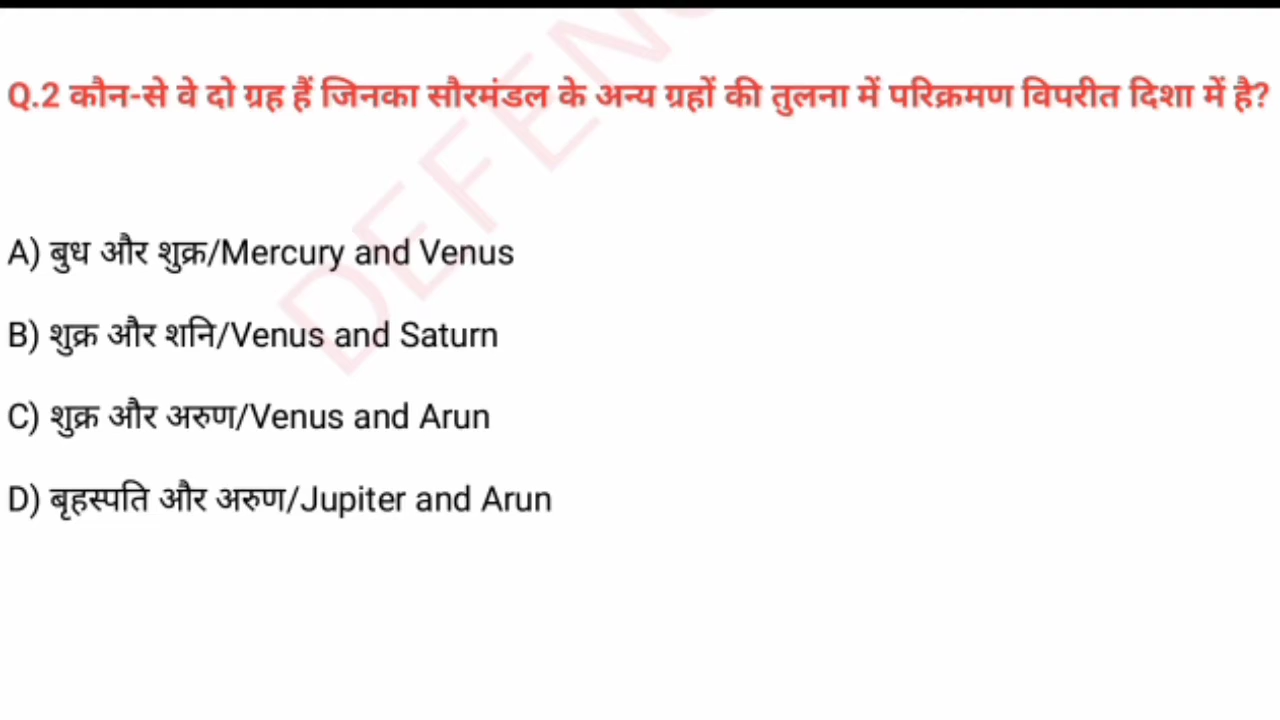 DEFENS
Q.2 कौन-से वे दो ग्रह हैं जिनका सौरमंडल के अन्य ग्रहों की तुलना में परिक्रमण विपरीत दिशा में है?
A) बुध और शुक्र/Mercury and Venus
B) शुक्र और शनि/Venus and Saturn
C) शुक्र और अरुण/Venus and Arun
D) बृहस्पति और अरुण/Jupiter and Arun